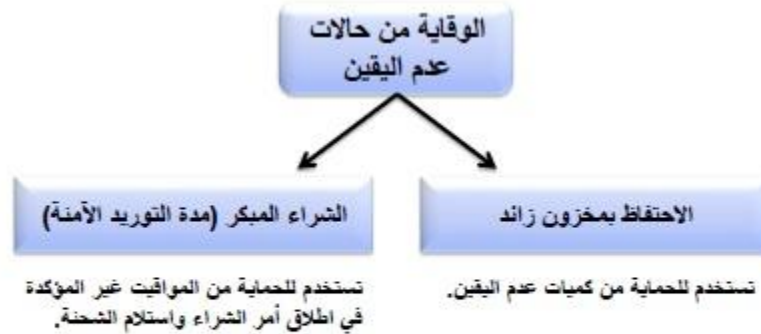 الوقاية من حالات
عدم اليقين
الاحتفاظ بمخزون زائد
الشراء المبكر (مدة التوريد الآمنة)
تستخدم للحماية من كميات عدم اليقين.
تستخدم للحماية من المواقيت غير المؤكدة
في اطلاق أمر الشراء واستلام الشحنة.